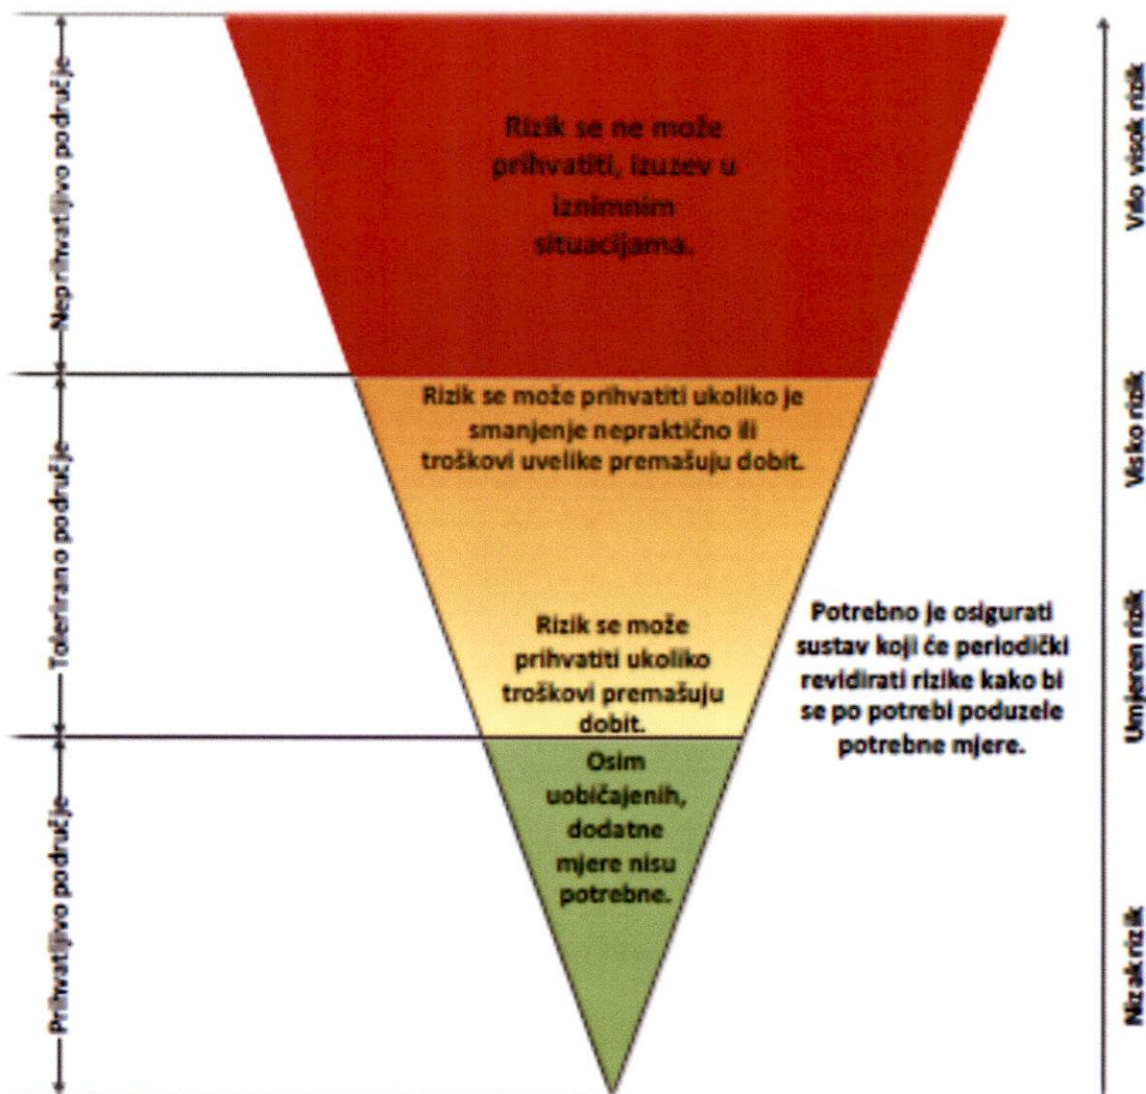 Neprihvatljivo područje
Tolerirano područje
Prihvatljivo područje
Rizik se ne može
prihvatiti, izuzev u
iznimnim
situacijama.
Rizik se može prihvatiti ukoliko je
smanjenje nepraktično ili
troškovi uvelike premašuju dobit.
Rizik se može
prihvatiti ukoliko
troškovi premašuju
dobit.
Osim
uobičajenih,
dodatne
mjere nisu
potrebne.
Potrebno je osigurati
sustav koji će periodički
revidirati rizike kako bi
se po potrebi poduzele
potrebne mjere.
Vrlo visok rizik
Visko rizik
Umjeren rizik
Nizak rizik